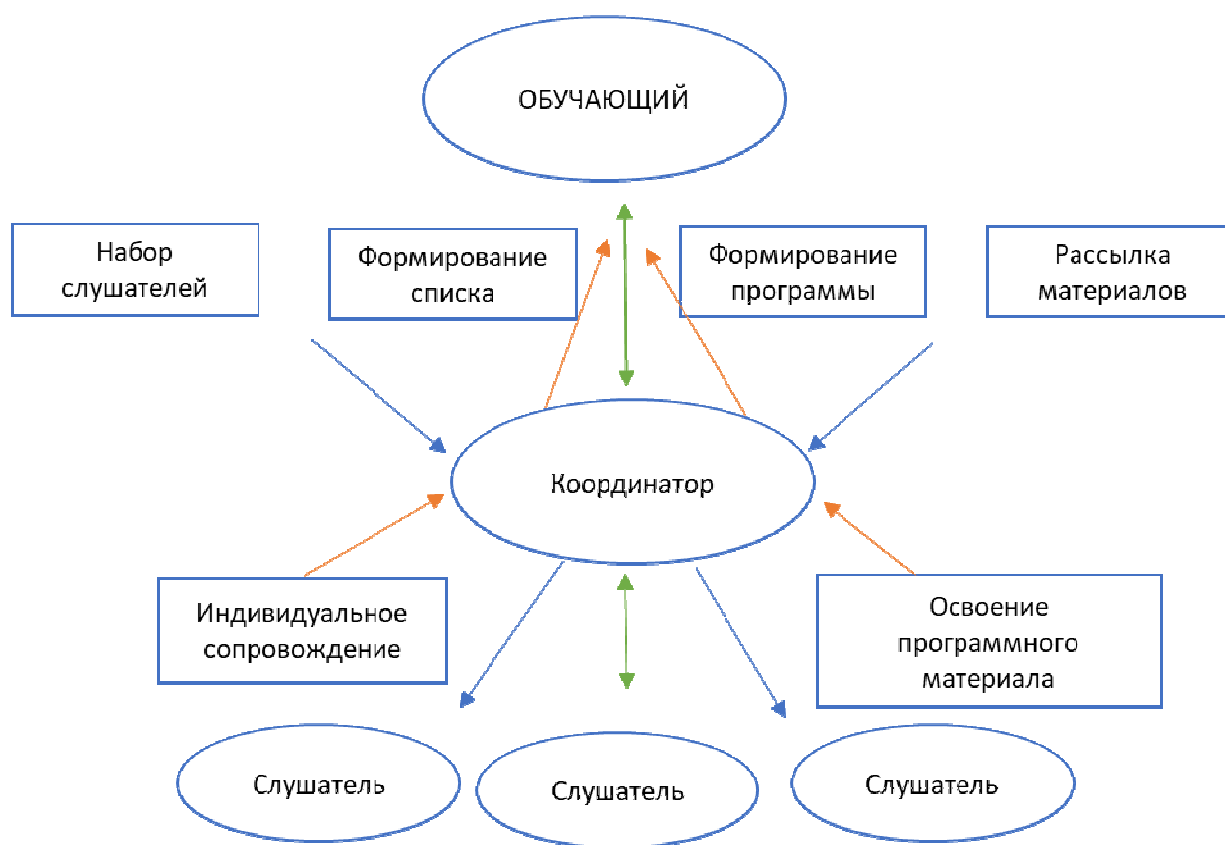 ОБУЧАЮЩИЙ
Набор
слушателей
Формирование
списка
Формирование
программы
Рассылка
материалов
Координатор
Индивидуальное
сопровождение
Освоение
программного
материала
Слушатель
Слушатель
Слушатель